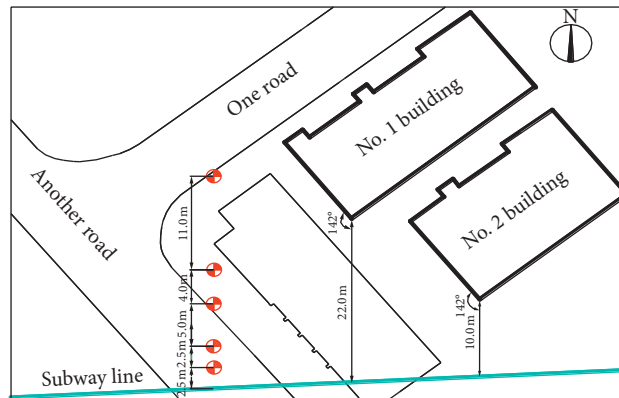 N
One road
No. 1 building
Another road
No. 2 building
11.0 m
4.0 m
5.0 m
2.5 m
2.5 m
142°
22.0 m
142°
10.0 m
Subway line